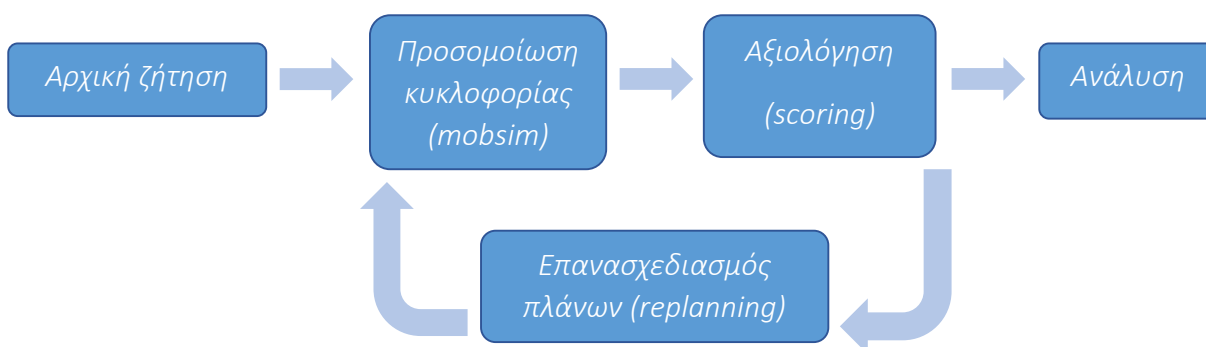 Αρχική ζήτηση
Προσομοίωση
κυκλοφορίας
(mobsim)
Αξιολόγηση
(scoring)
Ανάλυση
Επανασχεδιασμός
πλάνων (replanning)